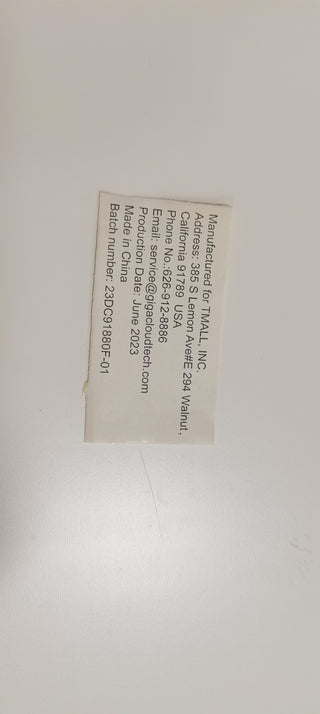 Manufactured for TMALL, INC.
Address: 385 S Lemon Ave#E 294 Walnut,
California 91789 USA
Phone No.:626-912-8886
Email: service@gigacloudtech.com
Production Date: June 2023
Made in China
Batch number: 23DC91880F-01